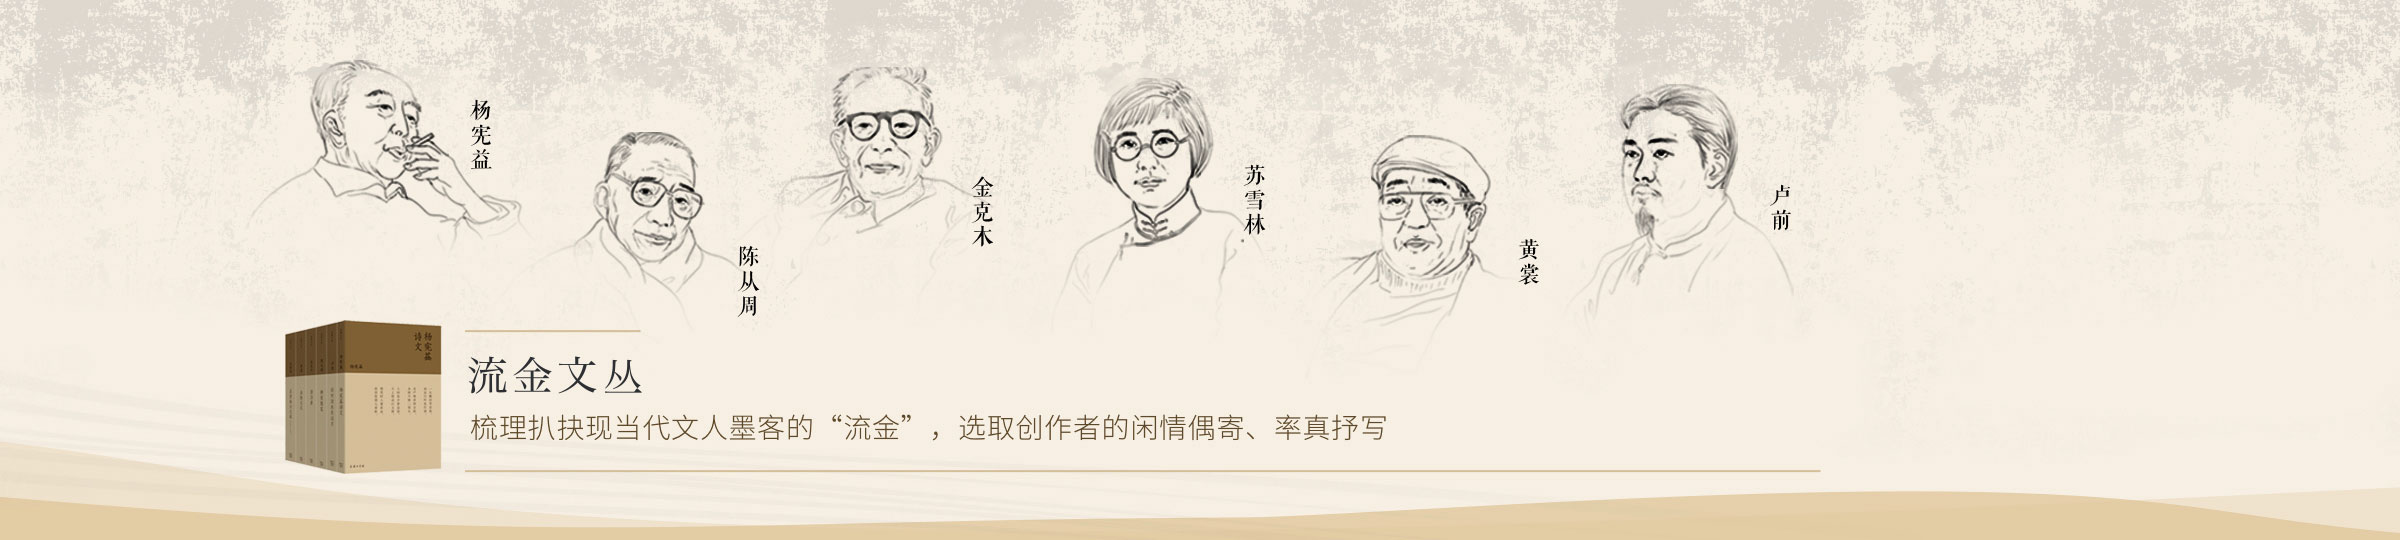 杨宪益
陈从周
金克木
苏雪林
黄裳
卢前
杨宪益
诗文
流金文丛
梳理扒抉现当代文人墨客的“流金”，选取创作者的闲情偶寄、率真抒写